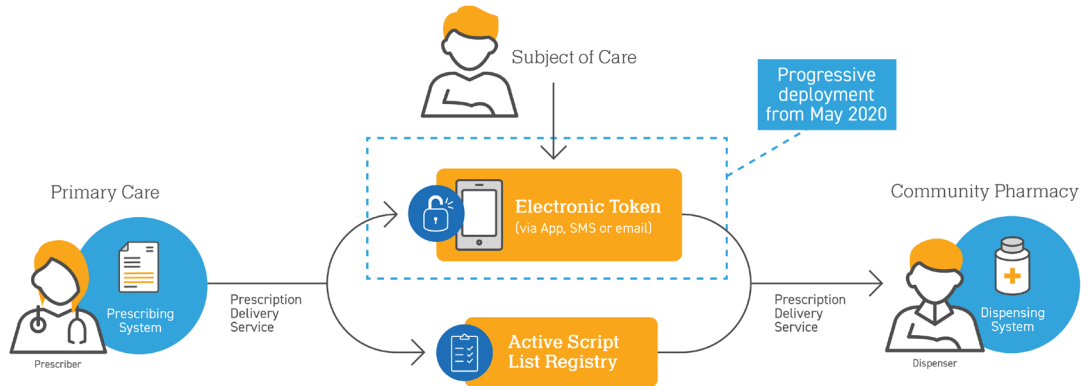 Subject of Care
Progressive
deployment
from May 2020
Primary Care
Electronic Token
(via App, SMS or email)
Community Pharmacy
Prescribing
System
Prescriber
Prescription
Delivery
Service
Active Script
List Registry
Prescription
Delivery
Service
Dispensing
System
Dispenser